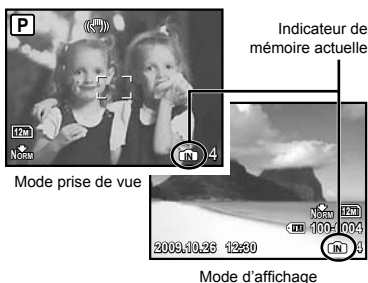 Indicateur de
mémoire actuelle
P
12M
NORM
IN 4
Mode prise de vue
NORM 12M
100-0004
2009.10.26 12:30
IN 4
Mode d'affichage